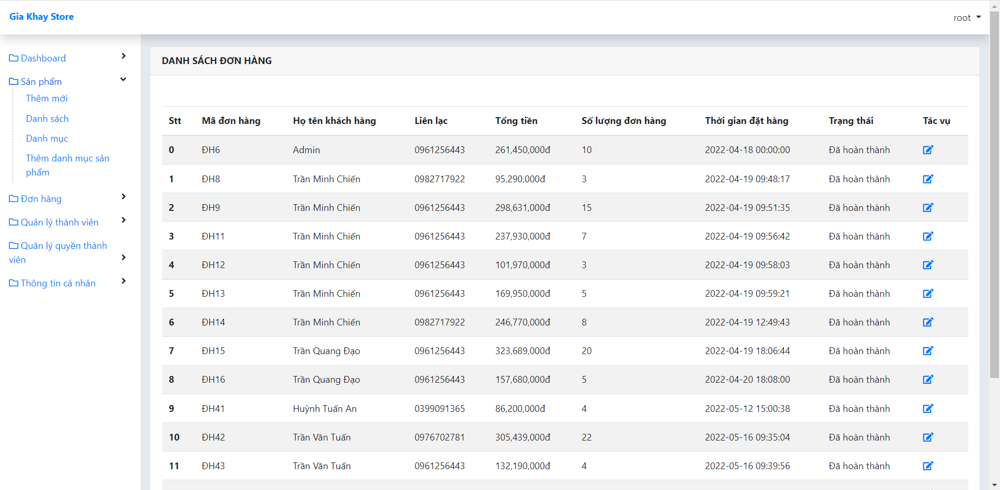 Gia Khay Store
root
Dashboard
Sản phẩm
Thêm mới
Danh sách
Danh mục
Thêm danh mục sản
phẩm
Đơn hàng
Quản lý thành viên
Quản lý quyền thành
viên
Thông tin cá nhân
DANH SÁCH ĐƠN HÀNG
Stt Mã đơn hàng Họ tên khách hàng Liên lạc Tổng tiền Số lượng đơn hàng Thời gian đặt hàng Trạng thái Tác vụ
0 ĐH6 Admin 0961256443 261,450,000đ 10 2022-04-18 00:00:00 Đã hoàn thành
1 ĐH8 Trần Minh Chiến 0982717922 95,290,000đ 3 2022-04-19 09:48:17 Đã hoàn thành
2 ĐH9 Trần Minh Chiến 0961256443 298,631,000đ 15 2022-04-19 09:51:35 Đã hoàn thành
3 ĐH11 Trần Minh Chiến 0961256443 237,930,000đ 7 2022-04-19 09:56:42 Đã hoàn thành
4 ĐH12 Trần Minh Chiến 0961256443 101,970,000đ 3 2022-04-19 09:58:03 Đã hoàn thành
5 ĐH13 Trần Minh Chiến 0961256443 169,950,000đ 5 2022-04-19 09:59:21 Đã hoàn thành
6 ĐH14 Trần Minh Chiến 0982717922 246,770,000đ 8 2022-04-19 12:49:43 Đã hoàn thành
7 ĐH15 Trần Quang Đạo 0961256443 323,689,000đ 20 2022-04-19 18:06:44 Đã hoàn thành
8 ĐH16 Trần Quang Đạo 0961256443 157,680,000đ 5 2022-04-20 18:08:00 Đã hoàn thành
9 ĐH41 Huỳnh Tuấn An 0399091365 86,200,000đ 4 2022-05-12 15:00:38 Đã hoàn thành
10 ĐH42 Trần Văn Tuấn 0976702781 305,439,000đ 22 2022-05-16 09:35:04 Đã hoàn thành
11 ĐH43 Trần Văn Tuấn 0961256443 132,190,000đ 4 2022-05-16 09:39:56 Đã hoàn thành